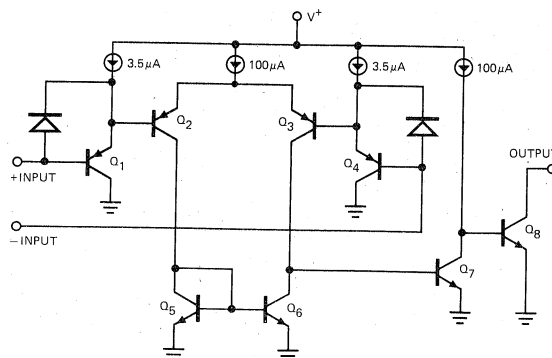 V+
3.5µA
100µA
3.5µA
100µA
Q2
Q3
Q1
Q4
+INPUT
OUTPUT
Q8
−INPUT
Q7
Q5
Q6